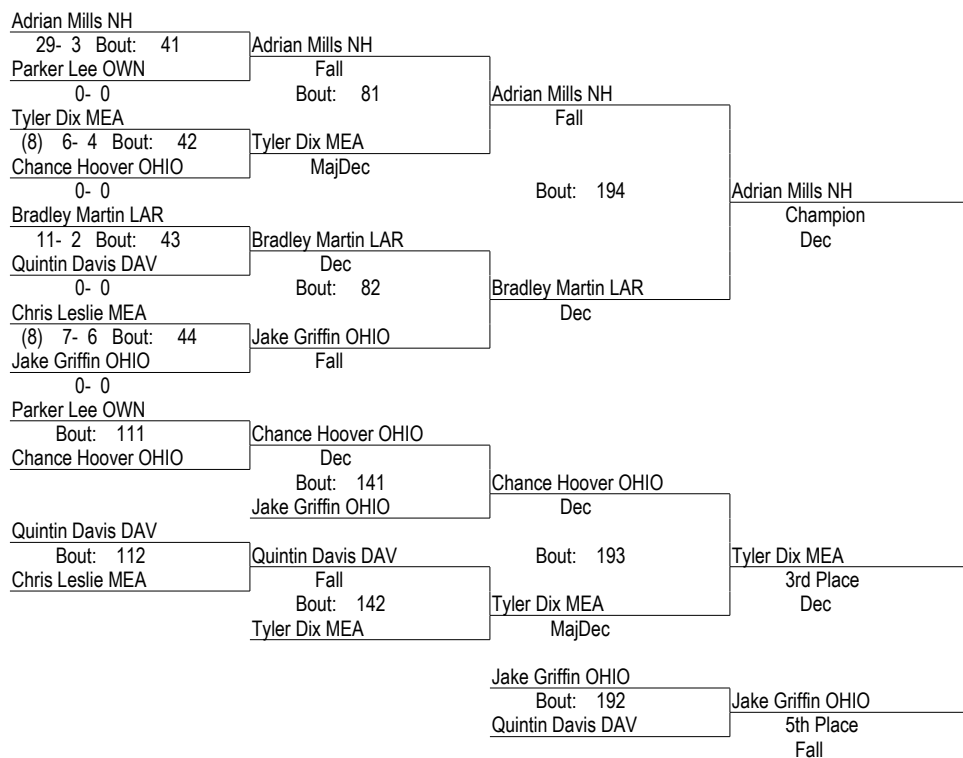 Adrian Mills NH
29- 3 Bout: 41 Adrian Mills NH
Parker Lee OWN Fall
0- 0 Bout: 81 Adrian Mills NH
Tyler Dix MEA Fall
(8) 6- 4 Bout: 42 Tyler Dix MEA
Chance Hoover OHIO MajDec
0- 0 Bout: 194 Adrian Mills NH
Bradley Martin LAR Champion
11- 2 Bout: 43 Bradley Martin LAR Dec
Quintin Davis DAV Dec
0- 0 Bout: 82 Bradley Martin LAR
Chris Leslie MEA Dec
(8) 7- 6 Bout: 44 Jake Griffin OHIO
Jake Griffin OHIO Fall
0- 0
Parker Lee OWN
Bout: 111 Chance Hoover OHIO
Chance Hoover OHIO Dec
Bout: 141 Chance Hoover OHIO
Jake Griffin OHIO Dec
Quintin Davis DAV
Bout: 112 Quintin Davis DAV Bout: 193 Tyler Dix MEA
Chris Leslie MEA Fall 3rd Place
Bout: 142 Tyler Dix MEA Dec
Tyler Dix MEA MajDec
Jake Griffin OHIO
Bout: 192 Jake Griffin OHIO
Quintin Davis DAV 5th Place
Fall